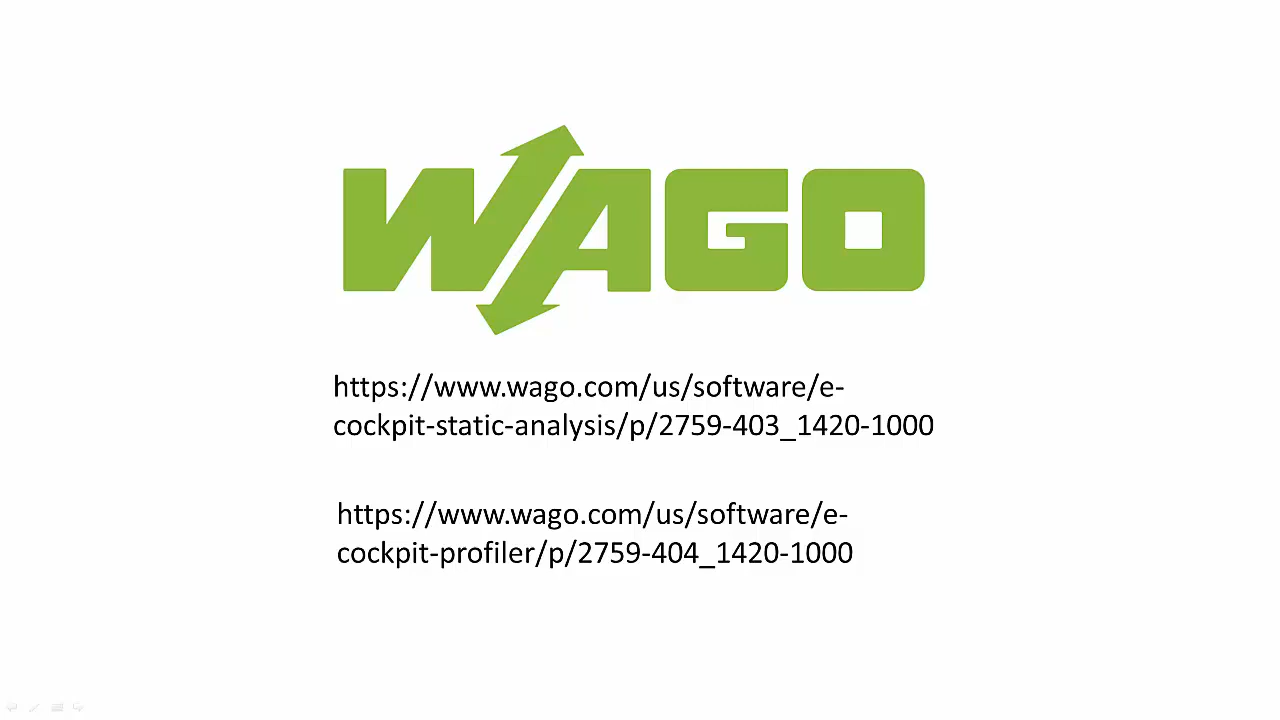 WAGO
https://www.wago.com/us/software/e-
cockpit-static-analysis/p/2759-403_1420-1000
https://www.wago.com/us/software/e-
cockpit-profiler/p/2759-404_1420-1000